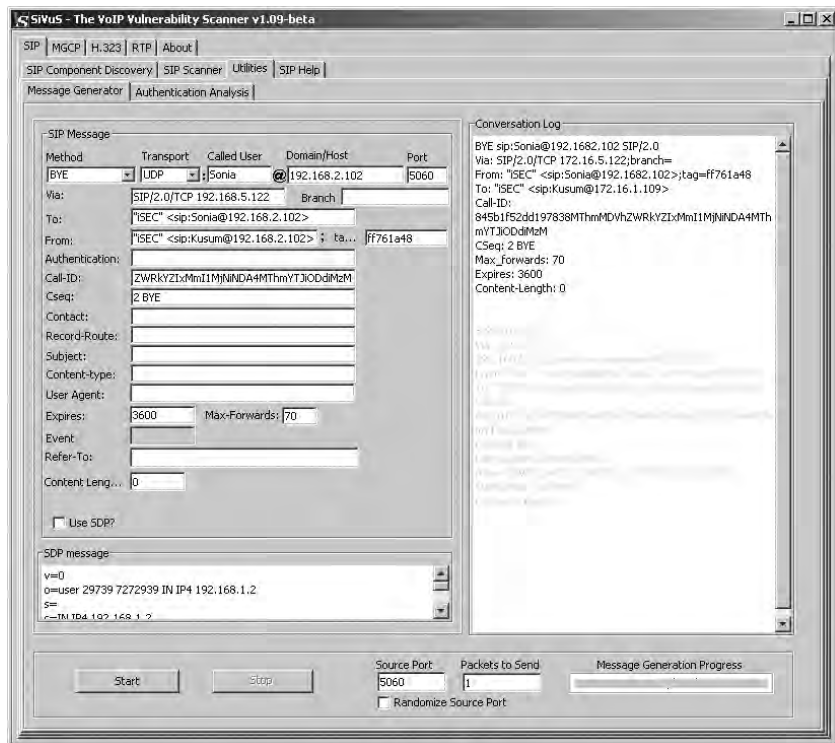 SiVuS - The VoIP Vulnerability Scanner v1.09-beta
SIP MGCP H.323 RTP About
SIP Component Discovery SIP Scanner Utilities SIP Help
Message Generator Authentication Analysis
SIP Message
Method Transport Called User Domain/Host Port
BYE UDP : Sonia @ 192.168.2.102 5060
Via: SIP/2.0/TCP 192.168.5.122 Branch
To: "iSEC" <sip:Sonia@192.168.2.102>
From: "iSEC" <sip:Kusum@192.168.2.102> ; ta... ff761a48
Authentication:
Call-ID: ZWRkYZIxMmI1MjNiNDA4MThmYTJiODdiMzM
Cseq: 2 BYE
Contact:
Record-Route:
Subject:
Content-type:
User Agent:
Expires: 3600 Max-Forwards: 70
Event
Refer-To:
Content Leng... 0
Use SDP?
SDP message
v=0
o=user 29739 7272939 IN IP4 192.168.1.2
s=
c=IN IP4 192.168.1.2
Conversation Log
BYE sip:Sonia@192.1682.102 SIP/2.0
Via: SIP/2.0/TCP 172.16.5.122;branch=
From: "iSEC" <sip:Sonia@192.1682.102>;tag=ff761a48
To: "iSEC" <sip:Kusum@172.16.1.109>
Call-ID:
845b1f52dd197838MThmMDVhZWRkYZIxMmI1MjNiNDA4MTh
mYTJiODdiMzM
CSeq: 2 BYE
Max_forwards: 70
Expires: 3600
Content-Length: 0
Start Stop
Source Port Packets to Send Message Generation Progress
5060 1
Randomize Source Port